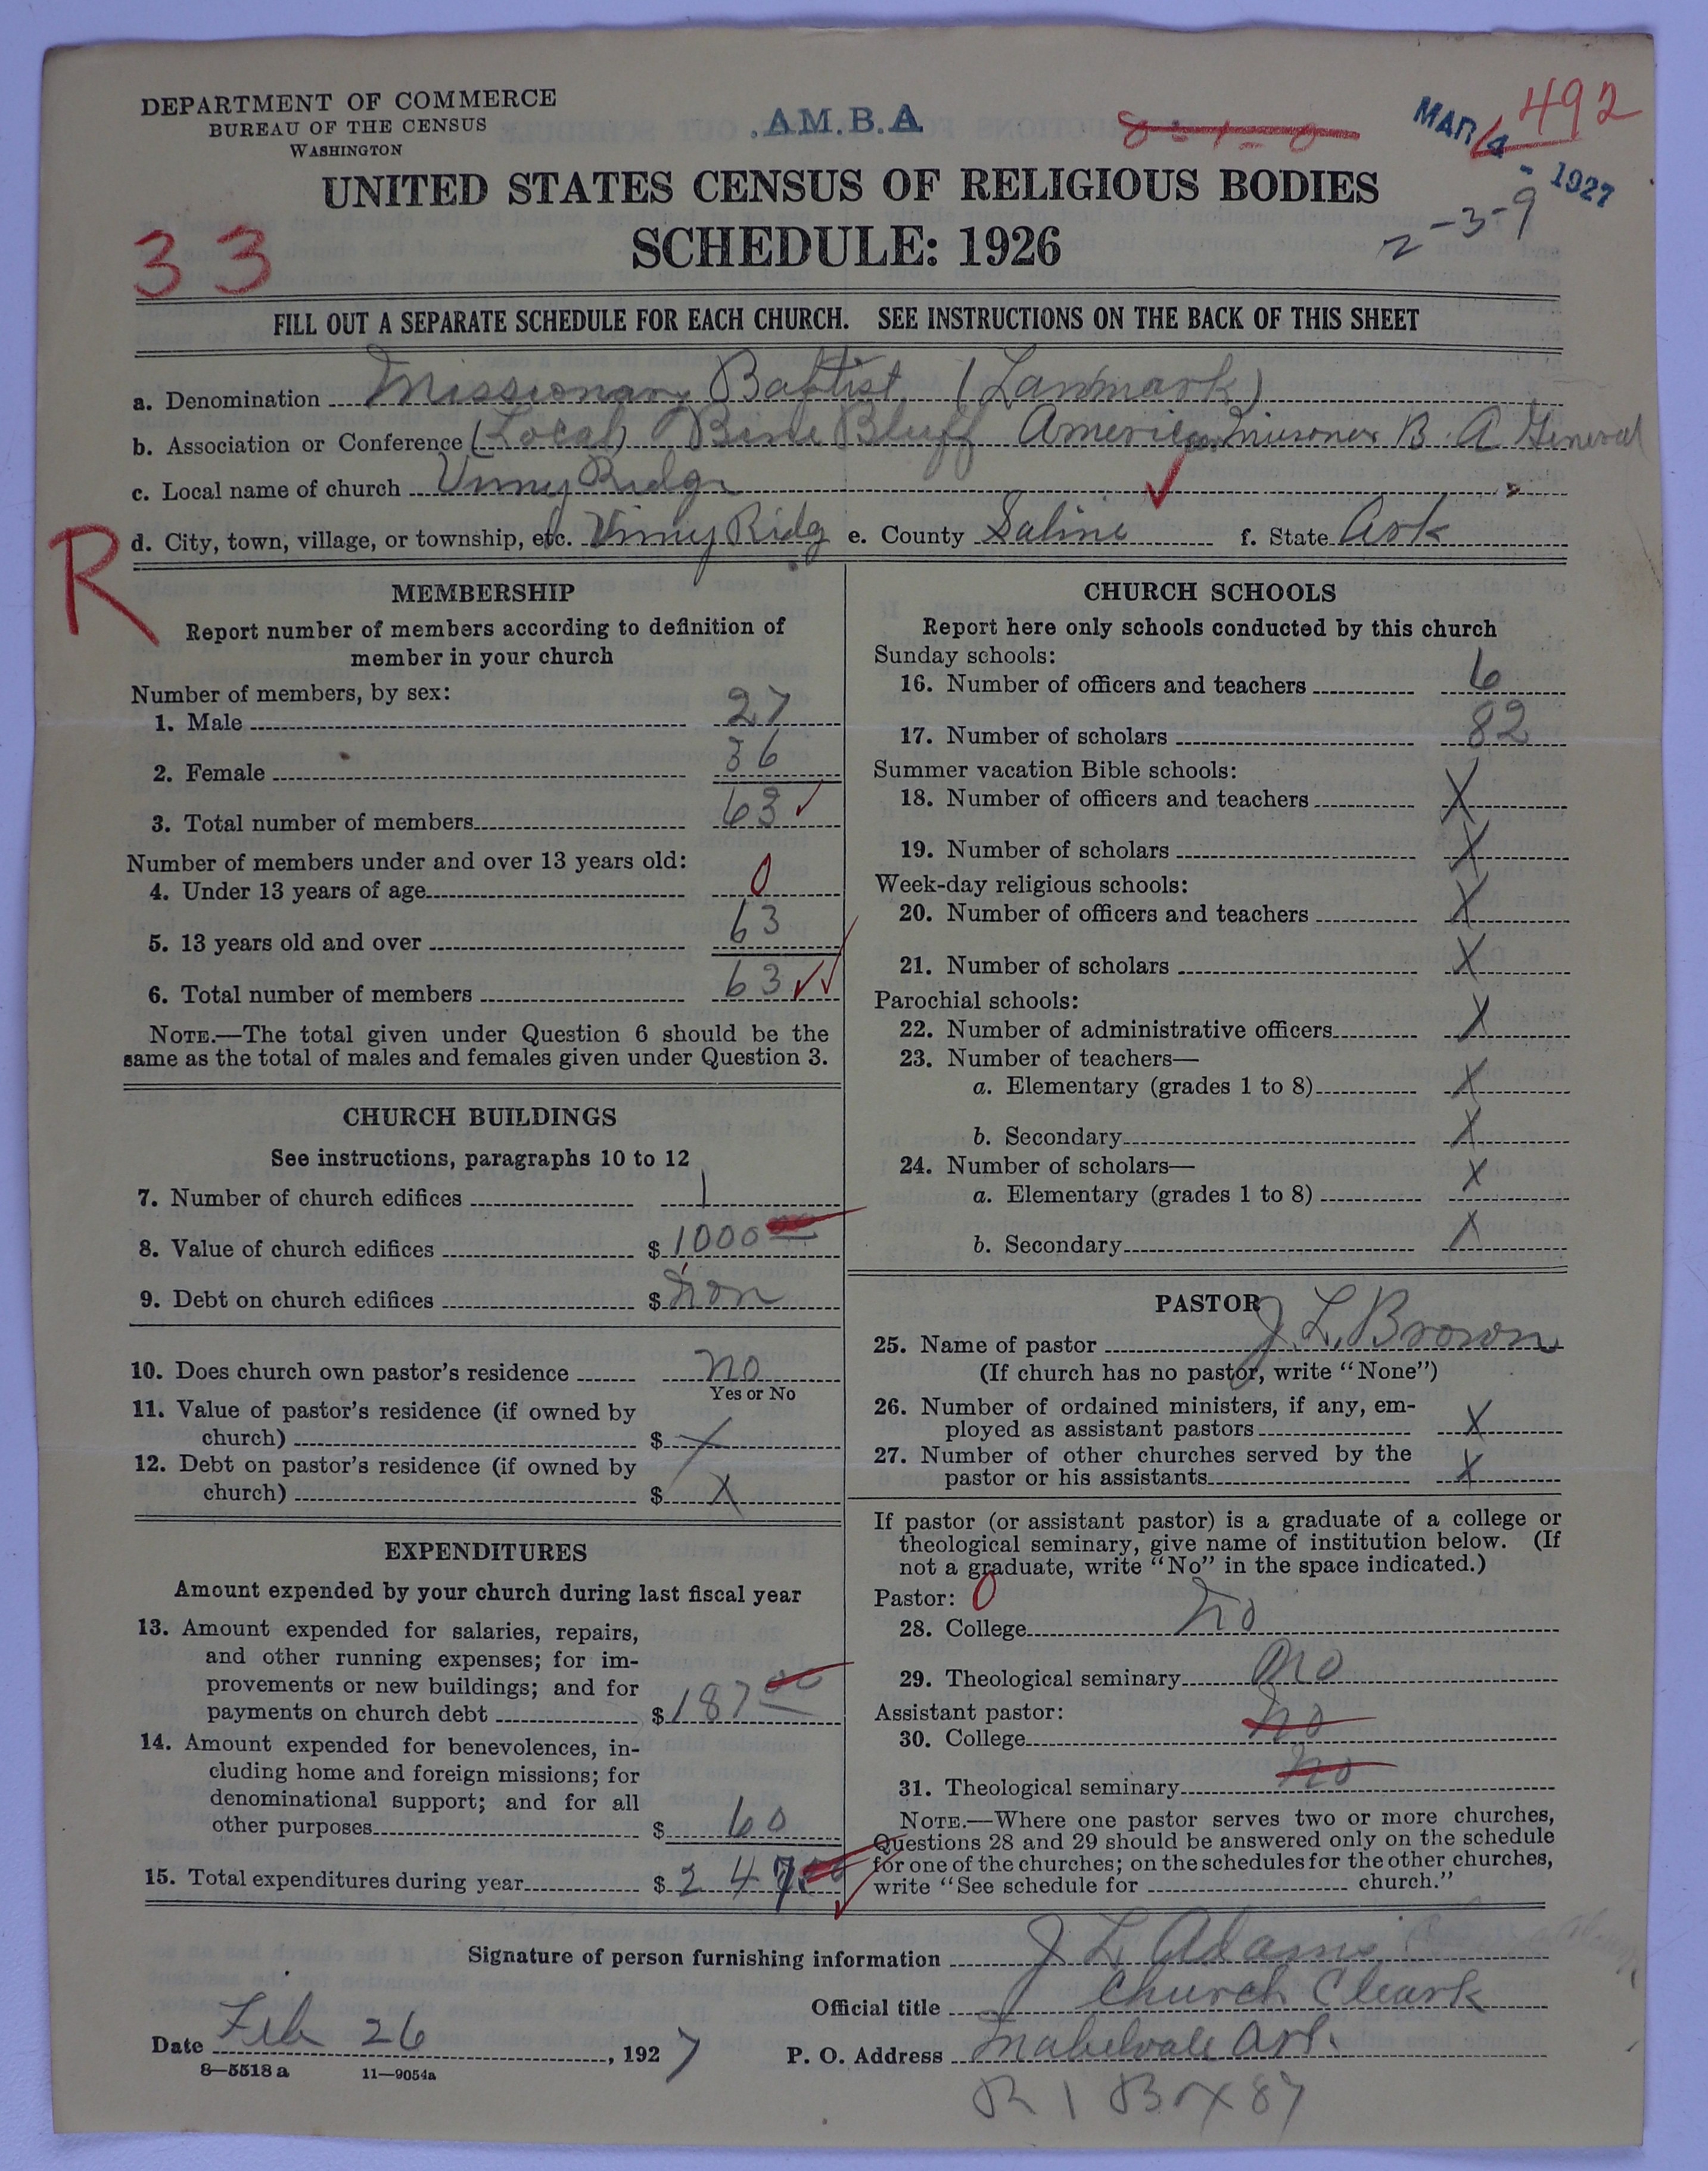 DEPARTMENT OF COMMERCE
BUREAU OF THE CENSUS
WASHINGTON
A.M.B.A
8-1-0
492
MAR 4 - 1927
2-3-9
UNITED STATES CENSUS OF RELIGIOUS BODIES
SCHEDULE: 1926
33
FILL OUT A SEPARATE SCHEDULE FOR EACH CHURCH. SEE INSTRUCTIONS ON THE BACK OF THIS SHEET
a. Denomination Missionary Baptist (Lanmark)
b. Association or Conference (Local) Bluff American B. A General
c. Local name of church Vinny Ridge
d. City, town, village, or township, etc. Vinny Ridg e. County Saline f. State Ark
R
MEMBERSHIP
Report number of members according to definition of
member in your church
Number of members, by sex:
1. Male 27
2. Female 36
3. Total number of members 63
Number of members under and over 13 years old:
4. Under 13 years of age 0
5. 13 years old and over 63
6. Total number of members 63
NOTE.—The total given under Question 6 should be the
same as the total of males and females given under Question 3.
CHURCH BUILDINGS
See instructions, paragraphs 10 to 12
7. Number of church edifices 1
8. Value of church edifices $1000 00
9. Debt on church edifices $ non
10. Does church own pastor's residence no
Yes or No
11. Value of pastor's residence (if owned by
church) $ X
12. Debt on pastor's residence (if owned by
church) $ X
EXPENDITURES
Amount expended by your church during last fiscal year
13. Amount expended for salaries, repairs,
and other running expenses; for im-
provements or new buildings; and for
payments on church debt $187 00
14. Amount expended for benevolences, in-
cluding home and foreign missions; for
denominational support; and for all
other purposes $ 60
15. Total expenditures during year $ 247.00
CHURCH SCHOOLS
Report here only schools conducted by this church
Sunday schools:
16. Number of officers and teachers 6
17. Number of scholars 82
Summer vacation Bible schools:
18. Number of officers and teachers X
19. Number of scholars X
Week-day religious schools:
20. Number of officers and teachers X
21. Number of scholars X
Parochial schools:
22. Number of administrative officers X
23. Number of teachers—
a. Elementary (grades 1 to 8) X
b. Secondary X
24. Number of scholars—
a. Elementary (grades 1 to 8) X
b. Secondary X
PASTOR
25. Name of pastor J. L. Brown
(If church has no pastor, write "None")
26. Number of ordained ministers, if any, em-
ployed as assistant pastors X
27. Number of other churches served by the
pastor or his assistants X
If pastor (or assistant pastor) is a graduate of a college or
theological seminary, give name of institution below. (If
not a graduate, write "No" in the space indicated.)
Pastor: 0
28. College no
29. Theological seminary no
Assistant pastor:
30. College no
31. Theological seminary no
NOTE.—Where one pastor serves two or more churches,
Questions 28 and 29 should be answered only on the schedule
for one of the churches; on the schedules for the other churches,
write "See schedule for church."
Signature of person furnishing information J L Adams
Official title Church Cleark
Date Feb 26, 1927
P. O. Address Mabelvale Ark.
R 1 Box 87
8—5518 a 11—9054a